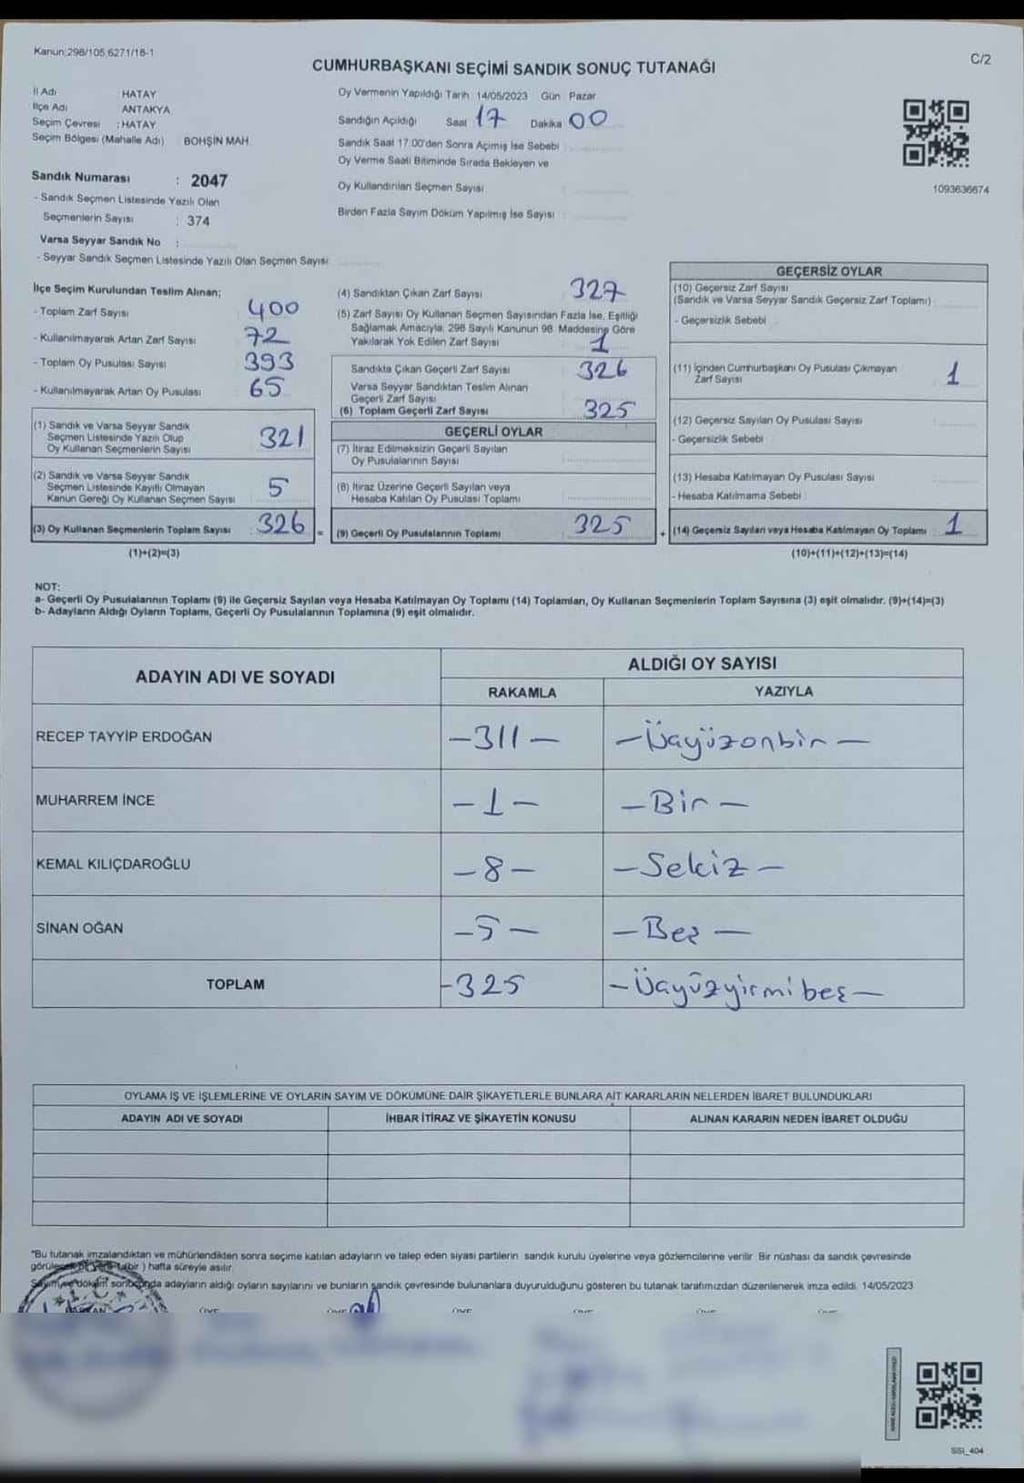 Kanun:298/105,6271/18-1
C/2
CUMHURBAŞKANI SEÇİMİ SANDIK SONUÇ TUTANAĞI
İl Adı HATAY
İlçe Adı ANTAKYA
Seçim Çevresi : HATAY
Seçim Bölgesi (Mahalle Adı) BOHŞİN MAH.
Sandık Numarası : 2047
- Sandık Seçmen Listesinde Yazılı Olan
Seçmenlerin Sayısı : 374
Varsa Seyyar Sandık No :
- Seyyar Sandık Seçmen Listesinde Yazılı Olan Seçmen Sayısı
Oy Vermenin Yapıldığı Tarih 14/05/2023 Gün Pazar
Sandığın Açıldığı Saat 17 Dakika 00
Sandık Saat 17.00'den Sonra Açımış İse Sebebi
Oy Verme Saati Bitiminde Sırada Bekleyen ve
Oy Kullandırılan Seçmen Sayısı
Birden Fazla Sayım Döküm Yapılmış İse Sayısı
1093636674
İlçe Seçim Kurulundan Teslim Alınan;
- Toplam Zarf Sayısı 400
- Kullanılmayarak Artan Zarf Sayısı 72
- Toplam Oy Pusulası Sayısı 393
- Kullanılmayarak Artan Oy Pusulası 65
(1) Sandık ve Varsa Seyyar Sandık
Seçmen Listesinde Yazılı Olup
Oy Kullanan Seçmenlerin Sayısı 321
(2) Sandık ve Varsa Seyyar Sandık
Seçmen Listesinde Kayıtlı Olmayan
Kanun Gereği Oy Kullanan Seçmen Sayısı 5
(3) Oy Kullanan Seçmenlerin Toplam Sayısı : 326 =
(1)+(2)=(3)
(4) Sandıktan Çıkan Zarf Sayısı 327
(5) Zarf Sayısı Oy Kullanan Seçmen Sayısından Fazla İse, Eşitliği
Sağlamak Amacıyla, 298 Sayılı Kanunun 98. Maddesine Göre
Yakılarak Yok Edilen Zarf Sayısı 1
Sandıkta Çıkan Geçerli Zarf Sayısı 326
Varsa Seyyar Sandıktan Teslim Alınan
Geçerli Zarf Sayısı
(6) Toplam Geçerli Zarf Sayısı 325
GEÇERLİ OYLAR
(7) İtiraz Edilmeksizin Geçerli Sayılan
Oy Pusulalarının Sayısı
(8) İtiraz Üzerine Geçerli Sayılan veya
Hesaba Katılan Oy Pusulası Toplamı
(9) Geçerli Oy Pusulalarının Toplamı 325 +
GEÇERSİZ OYLAR
(10) Geçersiz Zarf Sayısı
(Sandık ve Varsa Seyyar Sandık Geçersiz Zarf Toplamı)
- Geçersizlik Sebebi
(11) İçinden Cumhurbaşkanı Oy Pusulası Çıkmayan
Zarf Sayısı 1
(12) Geçersiz Sayılan Oy Pusulası Sayısı
- Geçersizlik Sebebi
(13) Hesaba Katılmayan Oy Pusulası Sayısı
- Hesaba Katılmama Sebebi
(14) Geçersiz Sayılan veya Hesaba Katılmayan Oy Toplamı 1
(10)+(11)+(12)+(13)=(14)
NOT:
a- Geçerli Oy Pusulalarının Toplamı (9) ile Geçersiz Sayılan veya Hesaba Katılmayan Oy Toplamı (14) Toplamları, Oy Kullanan Seçmenlerin Toplam Sayısına (3) eşit olmalıdır. (9)+(14)=(3)
b- Adayların Aldığı Oyların Toplamı, Geçerli Oy Pusulalarının Toplamına (9) eşit olmalıdır.
ADAYIN ADI VE SOYADI ALDIĞI OY SAYISI
RAKAMLA YAZIYLA
RECEP TAYYİP ERDOĞAN -311- -Üçyüzonbir-
MUHARREM İNCE -1- -Bir-
KEMAL KILIÇDAROĞLU -8- -Sekiz-
SİNAN OĞAN -5- -Beş-
TOPLAM -325 -Üçyüzyirmibeş-
OYLAMA İŞ VE İŞLEMLERİNE VE OYLARIN SAYIM VE DÖKÜMÜNE DAİR ŞİKAYETLERLE BUNLARA AİT KARARLARIN NELERDEN İBARET BULUNDUKLARI
ADAYIN ADI VE SOYADI İHBAR İTİRAZ VE ŞİKAYETİN KONUSU ALINAN KARARIN NEDEN İBARET OLDUĞU
"Bu tutanak imzalandıktan ve mühürlendikten sonra seçime katılan adayların ve talep eden siyasi partilerin sandık kurulu üyelerine veya gözlemcilerine verilir. Bir nüshası da sandık çevresinde
bir ) hafta süreyle asılır.
sonucunda adayların aldığı oyların sayılarını ve bunların sandık çevresinde bulunanlara duyurulduğunu gösteren bu tutanak tarafımızdan düzenlenerek imza edildi. 14/05/2023
SSI_404